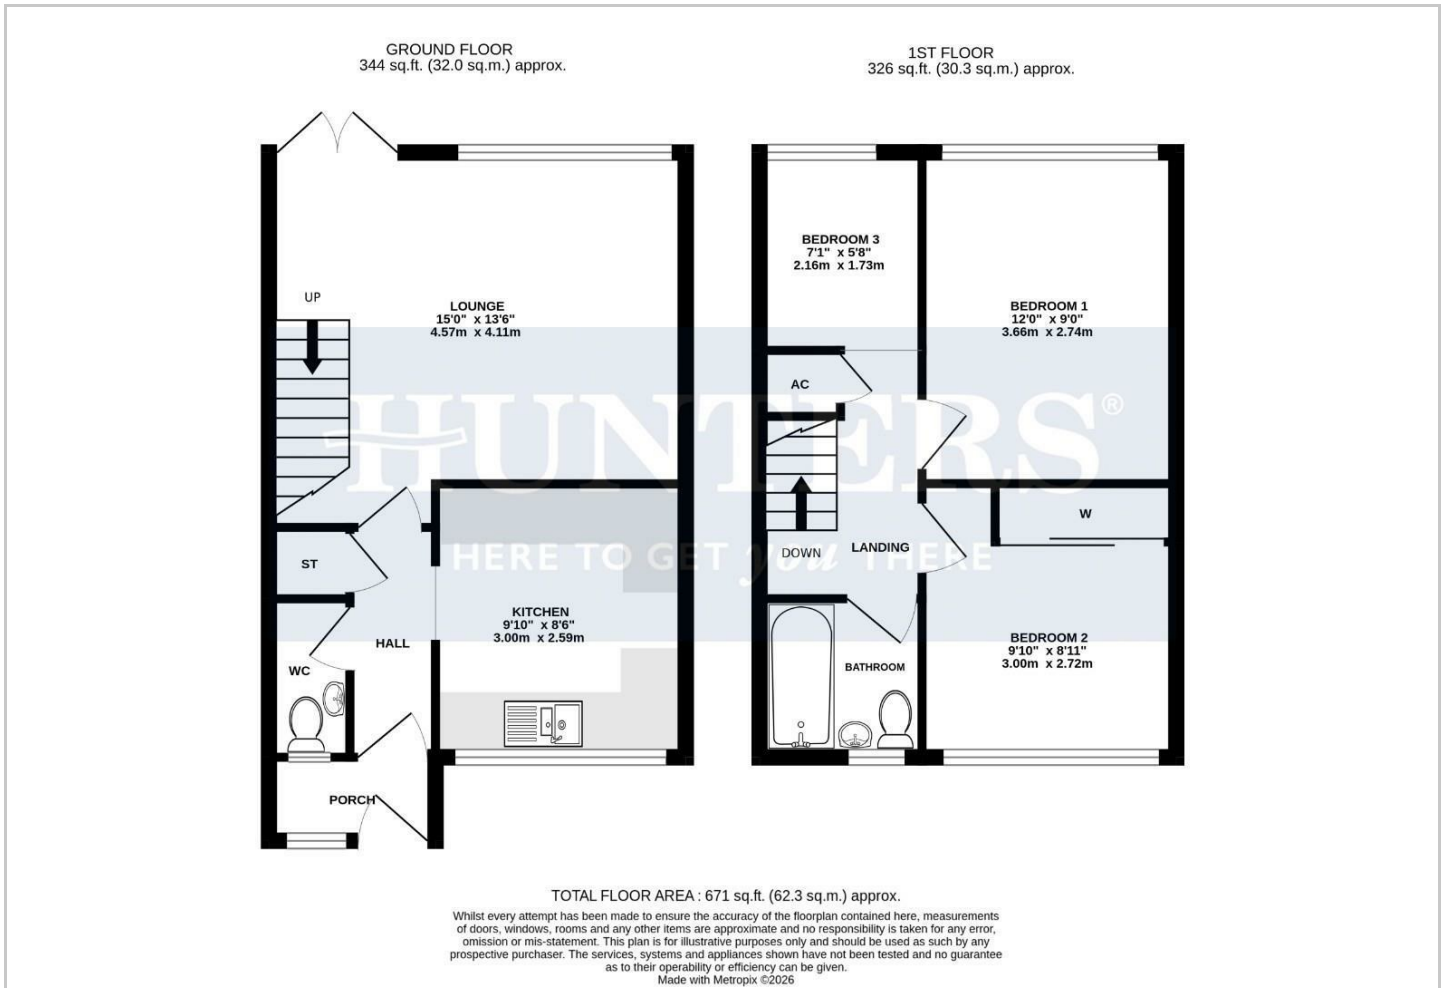 GROUND FLOOR
344 sq.ft. (32.0 sq.m.) approx.
1ST FLOOR
326 sq.ft. (30.3 sq.m.) approx.
UP
LOUNGE
15'0" x 13'6"
4.57m x 4.11m
ST
WC
HALL
KITCHEN
9'10" x 8'6"
3.00m x 2.59m
PORCH
BEDROOM 3
7'1" x 5'8"
2.16m x 1.73m
BEDROOM 1
12'0" x 9'0"
3.66m x 2.74m
AC
DOWN
LANDING
W
BATHROOM
BEDROOM 2
9'10" x 8'11"
3.00m x 2.72m
HUNTERS®
HERE TO GET you THERE
TOTAL FLOOR AREA : 671 sq.ft. (62.3 sq.m.) approx.
Whilst every attempt has been made to ensure the accuracy of the floorplan contained here, measurements
of doors, windows, rooms and any other items are approximate and no responsibility is taken for any error,
omission or mis-statement. This plan is for illustrative purposes only and should be used as such by any
prospective purchaser. The services, systems and appliances shown have not been tested and no guarantee
as to their operability or efficiency can be given.
Made with Metropix ©2026